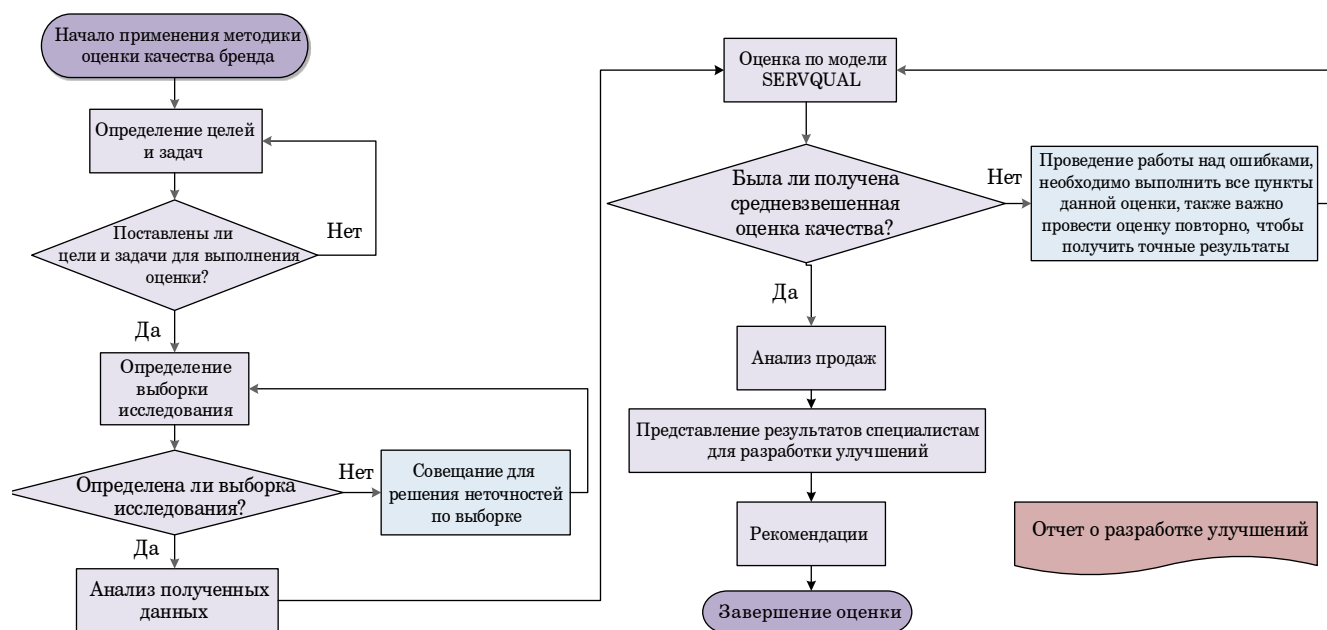 Начало применения методики
оценки качества бренда
Определение целей
и задач
Поставлены ли
цели и задачи для выполнения
оценки?
Нет
Да
Определение
выборки
исследования
Определена ли выборка
исследования?
Нет
Совещание для
решения неточностей
по выборке
Да
Анализ полученных
данных
Оценка по модели
SERVQUAL
Была ли получена
средневзвешенная
оценка качества?
Нет
Проведение работы над ошибками,
необходимо выполнить все пункты
данной оценки, также важно
провести оценку повторно, чтобы
получить точные результаты
Да
Анализ продаж
Представление результатов специалистам
для разработки улучшений
Рекомендации
Завершение оценки
Отчет о разработке улучшений